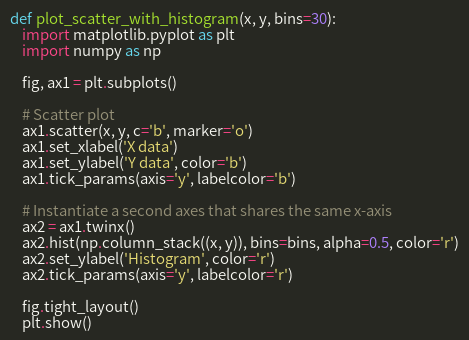 def plot_scatter_with_histogram(x, y, bins=30):
    import matplotlib.pyplot as plt
    import numpy as np

    fig, ax1 = plt.subplots()

    # Scatter plot
    ax1.scatter(x, y, c='b', marker='o')
    ax1.set_xlabel('X data')
    ax1.set_ylabel('Y data', color='b')
    ax1.tick_params(axis='y', labelcolor='b')

    # Instantiate a second axes that shares the same x-axis
    ax2 = ax1.twinx()
    ax2.hist(np.column_stack((x, y)), bins=bins, alpha=0.5, color='r')
    ax2.set_ylabel('Histogram', color='r')
    ax2.tick_params(axis='y', labelcolor='r')

    fig.tight_layout()
    plt.show()